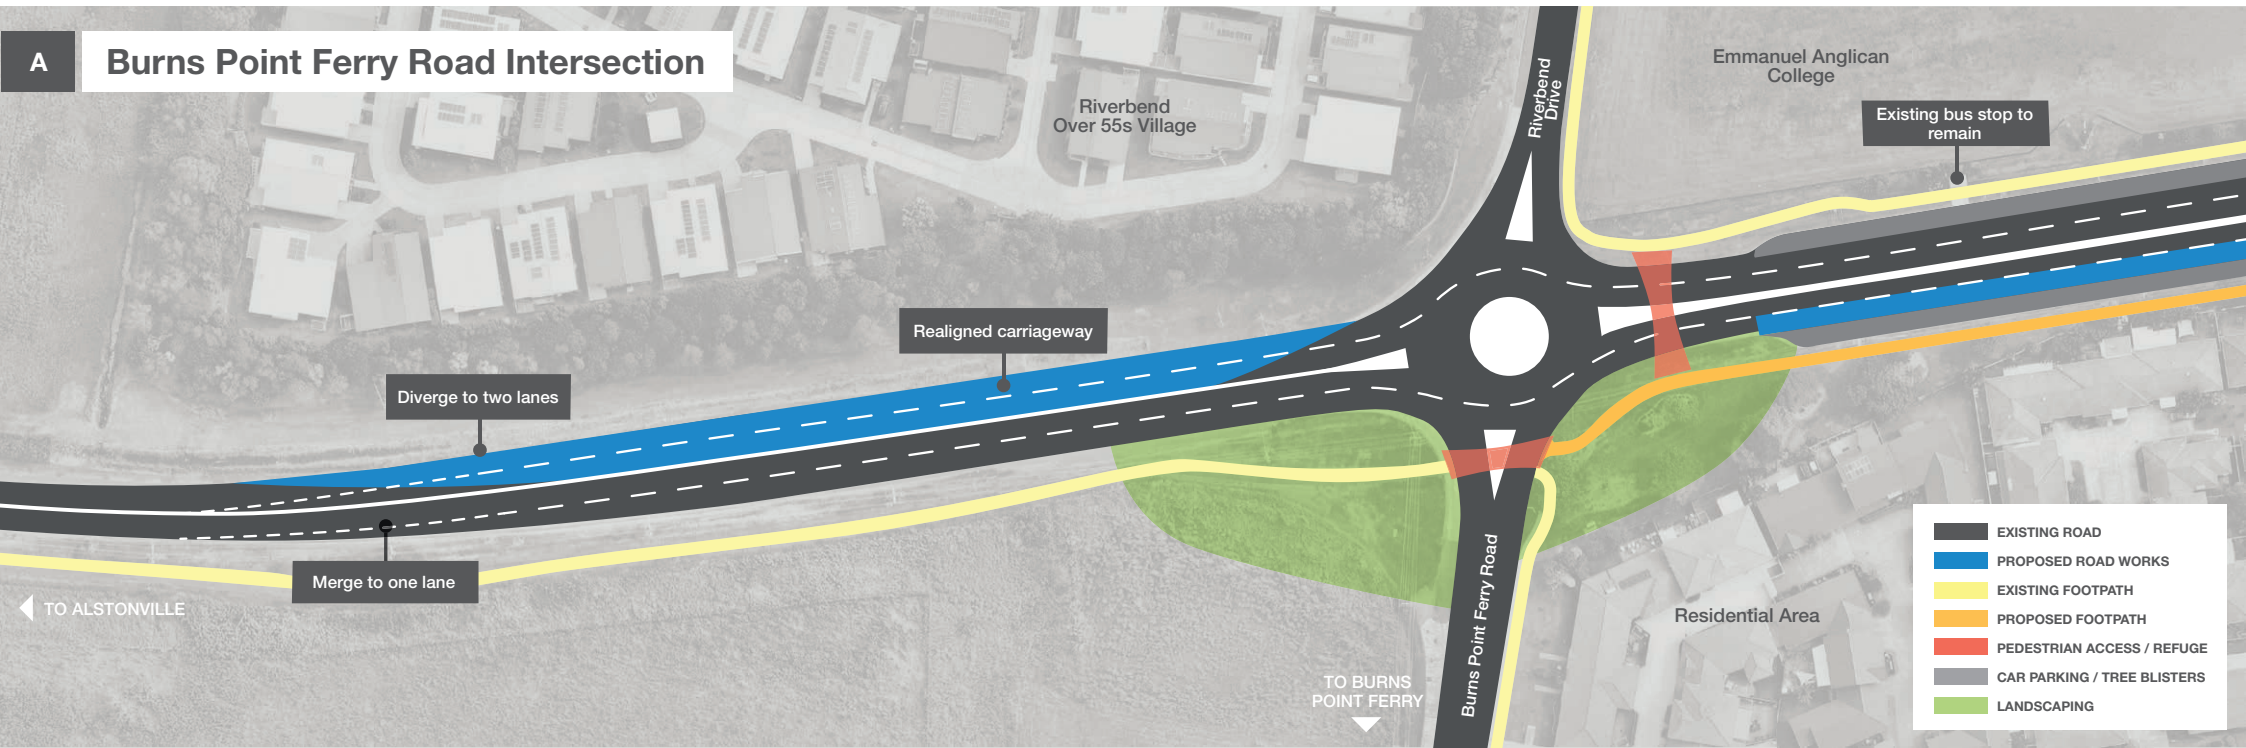 A
Burns Point Ferry Road Intersection
Riverbend
Over 55s Village
Riverbend
Drive
Emmanuel Anglican
College
Existing bus stop to
remain
Realigned carriageway
Diverge to two lanes
Merge to one lane
TO ALSTONVILLE
Burns Point Ferry Road
TO BURNS
POINT FERRY
Residential Area
EXISTING ROAD
PROPOSED ROAD WORKS
EXISTING FOOTPATH
PROPOSED FOOTPATH
PEDESTRIAN ACCESS / REFUGE
CAR PARKING / TREE BLISTERS
LANDSCAPING